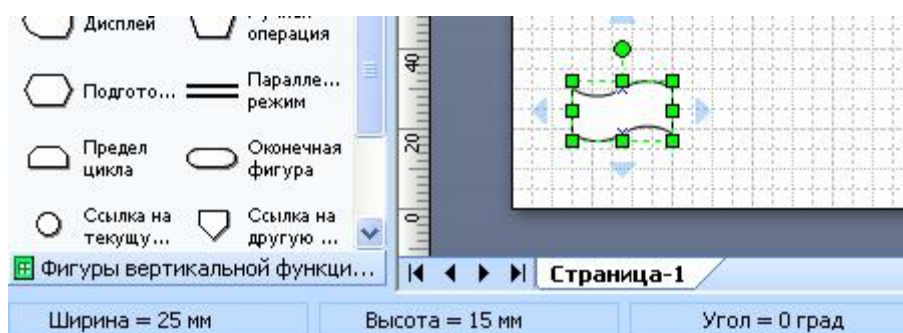 Дисплей
операция
Подгото...
Паралле...
режим
Предел
цикла
Оконечная
фигура
Ссылка на
текущу...
Ссылка на
другую ...
Фигуры вертикальной функци...
40
20
0
Страница-1
Ширина = 25 мм
Высота = 15 мм
Угол = 0 град